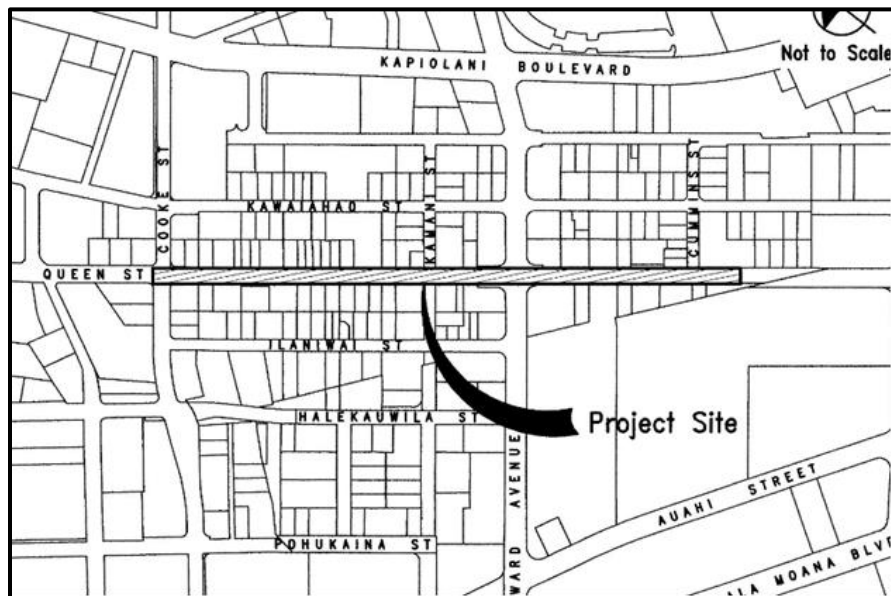 Not to Scale
KAPIOLANI BOULEVARD
COOKE ST
KAWAIAHAO ST
KAMANI ST
CUMMINS ST
QUEEN ST
ILANIWAI ST
HALEKAUWILA ST
Project Site
WARD AVENUE
AUAHI STREET
POHUKAINA ST
ALA MOANA BLVD